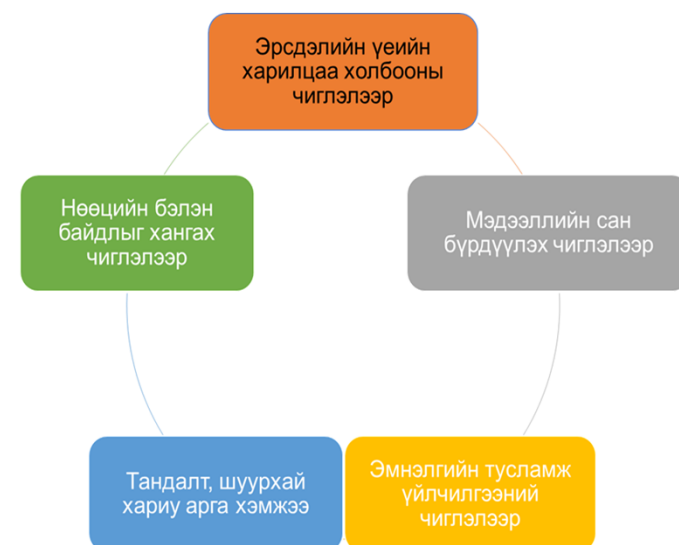 Эрсдэлийн үеийн
харилцаа холбооны
чиглэлээр
Нөөцийн бэлэн
байдлыг хангах
чиглэлээр
Мэдээллийн сан
бүрдүүлэх чиглэлээр
Тандалт, шуурхай
хариу арга хэмжээ
Эмнэлгийн тусламж
үйлчилгээний
чиглэлээр